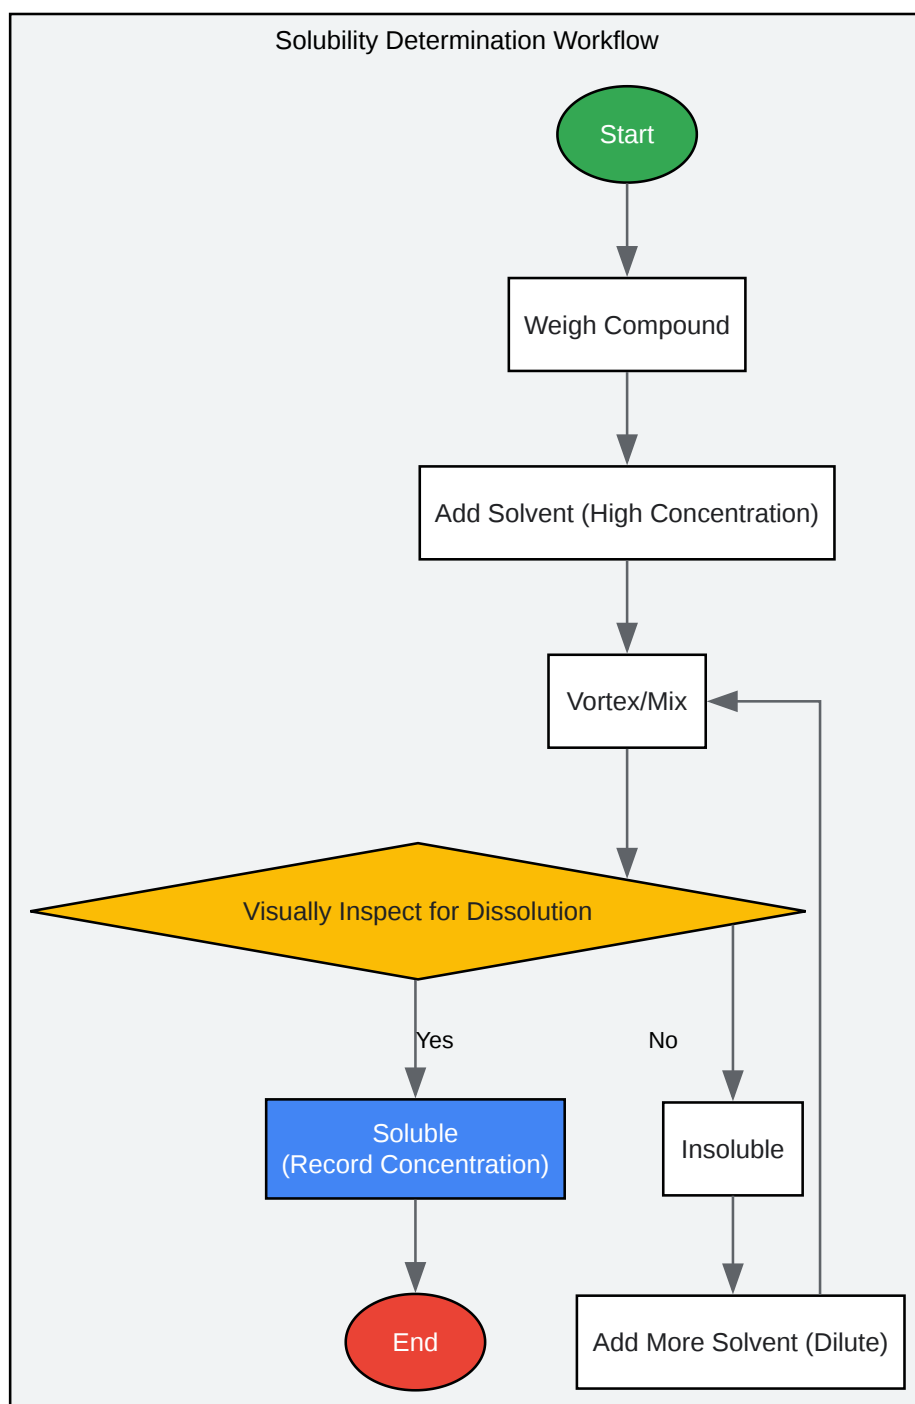 Solubility Determination Workflow
Start
Weigh Compound
Add Solvent (High Concentration)
Vortex/Mix
Visually Inspect for Dissolution
Yes
No
Soluble
(Record Concentration)
Insoluble
End
Add More Solvent (Dilute)